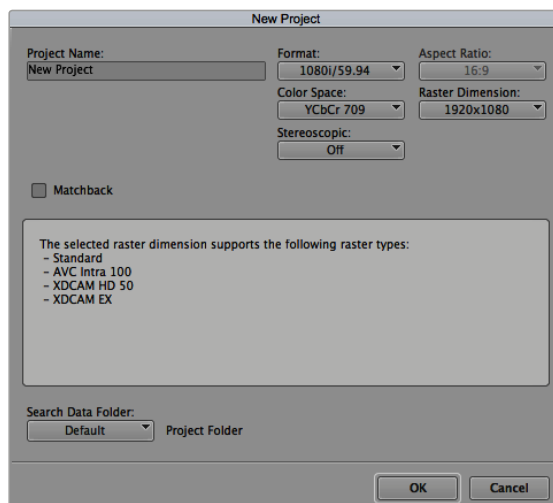 New Project
Project Name:
New Project
Format:
1080i/59.94
Aspect Ratio:
16:9
Color Space:
YCbCr 709
Raster Dimension:
1920x1080
Stereoscopic:
Off
Matchback
The selected raster dimension supports the following raster types:
- Standard
- AVC Intra 100
- XDCAM HD 50
- XDCAM EX
Search Data Folder:
Default Project Folder
OK Cancel